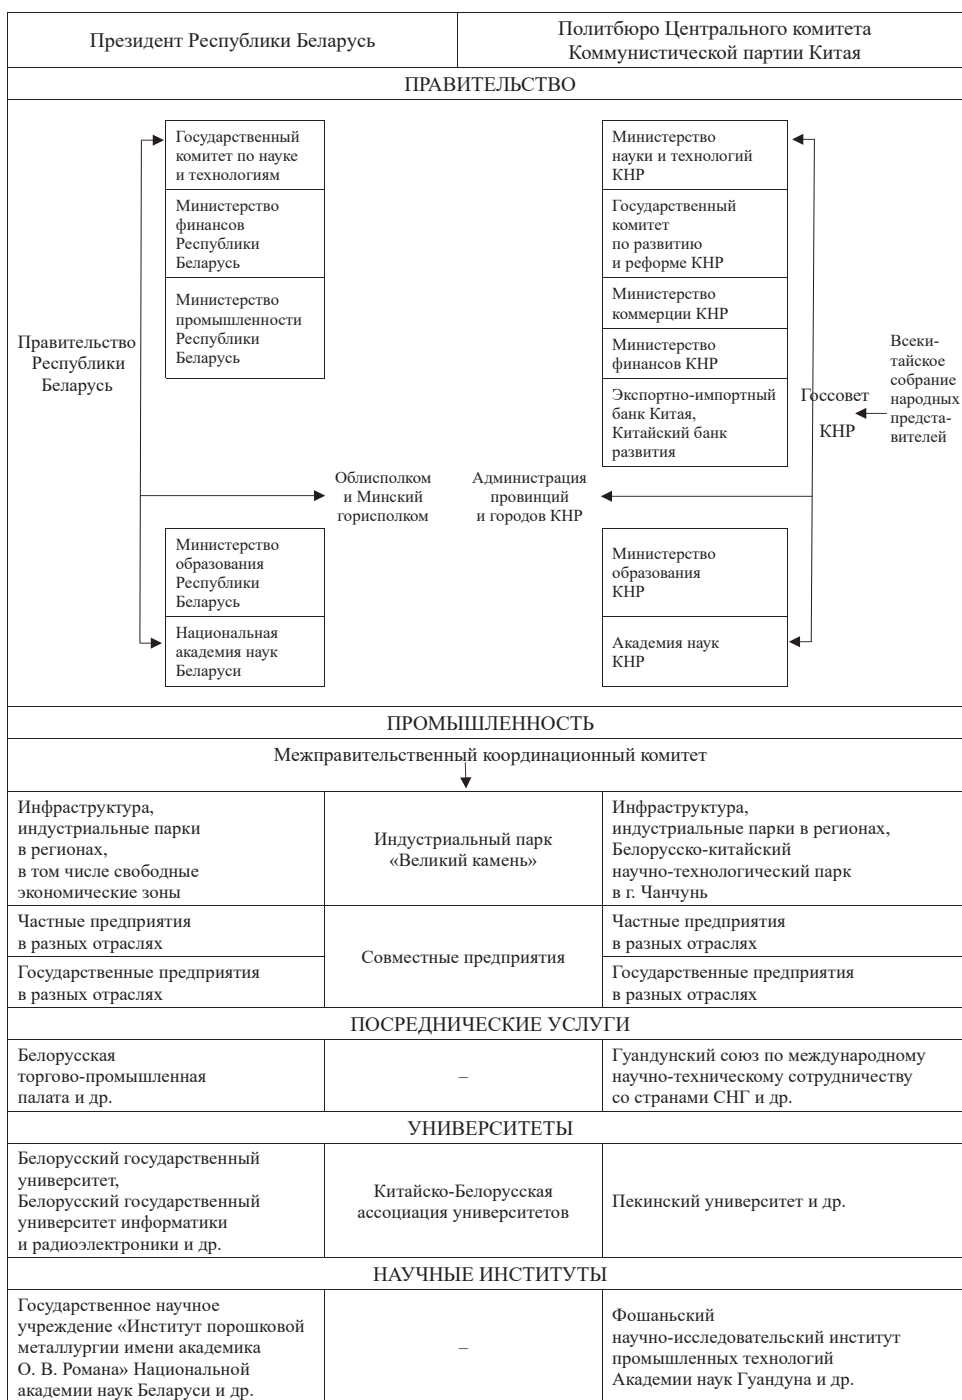 Президент Республики Беларусь
Политбюро Центрального комитета
Коммунистической партии Китая
ПРАВИТЕЛЬСТВО
Правительство
Республики
Беларусь
Государственный
комитет по науке
и технологиям
Министерство
финансов
Республики
Беларусь
Министерство
промышленности
Республики
Беларусь
Облисполком
и Минский
горисполком
Министерство
образования
Республики
Беларусь
Национальная
академия наук
Беларуси
Министерство
науки и технологий
КНР
Государственный
комитет
по развитию
и реформе КНР
Министерство
коммерции КНР
Министерство
финансов КНР
Экспортно-импортный
банк Китая,
Китайский банк
развития
Администрация
провинций
и городов КНР
Министерство
образования
КНР
Академия наук
КНР
Госсовет
КНР
Всеки-
тайское
собрание
народных
предста-
вителей
ПРОМЫШЛЕННОСТЬ
Межправительственный координационный комитет
Инфраструктура,
индустриальные парки
в регионах,
в том числе свободные
экономические зоны
Индустриальный парк
«Великий камень»
Инфраструктура,
индустриальные парки в регионах,
Белорусско-китайский
научно-технологический парк
в г. Чанчунь
Частные предприятия
в разных отраслях
Совместные предприятия
Частные предприятия
в разных отраслях
Государственные предприятия
в разных отраслях
Государственные предприятия
в разных отраслях
ПОСРЕДНИЧЕСКИЕ УСЛУГИ
Белорусская
торгово-промышленная
палата и др.
–
Гуандунский союз по международному
научно-техническому сотрудничеству
со странами СНГ и др.
УНИВЕРСИТЕТЫ
Белорусский государственный
университет,
Белорусский государственный
университет информатики
и радиоэлектроники и др.
Китайско-Белорусская
ассоциация университетов
Пекинский университет и др.
НАУЧНЫЕ ИНСТИТУТЫ
Государственное научное
учреждение «Институт порошковой
металлургии имени академика
О. В. Романа» Национальной
академии наук Беларуси и др.
–
Фошаньский
научно-исследовательский институт
промышленных технологий
Академии наук Гуандуна и др.